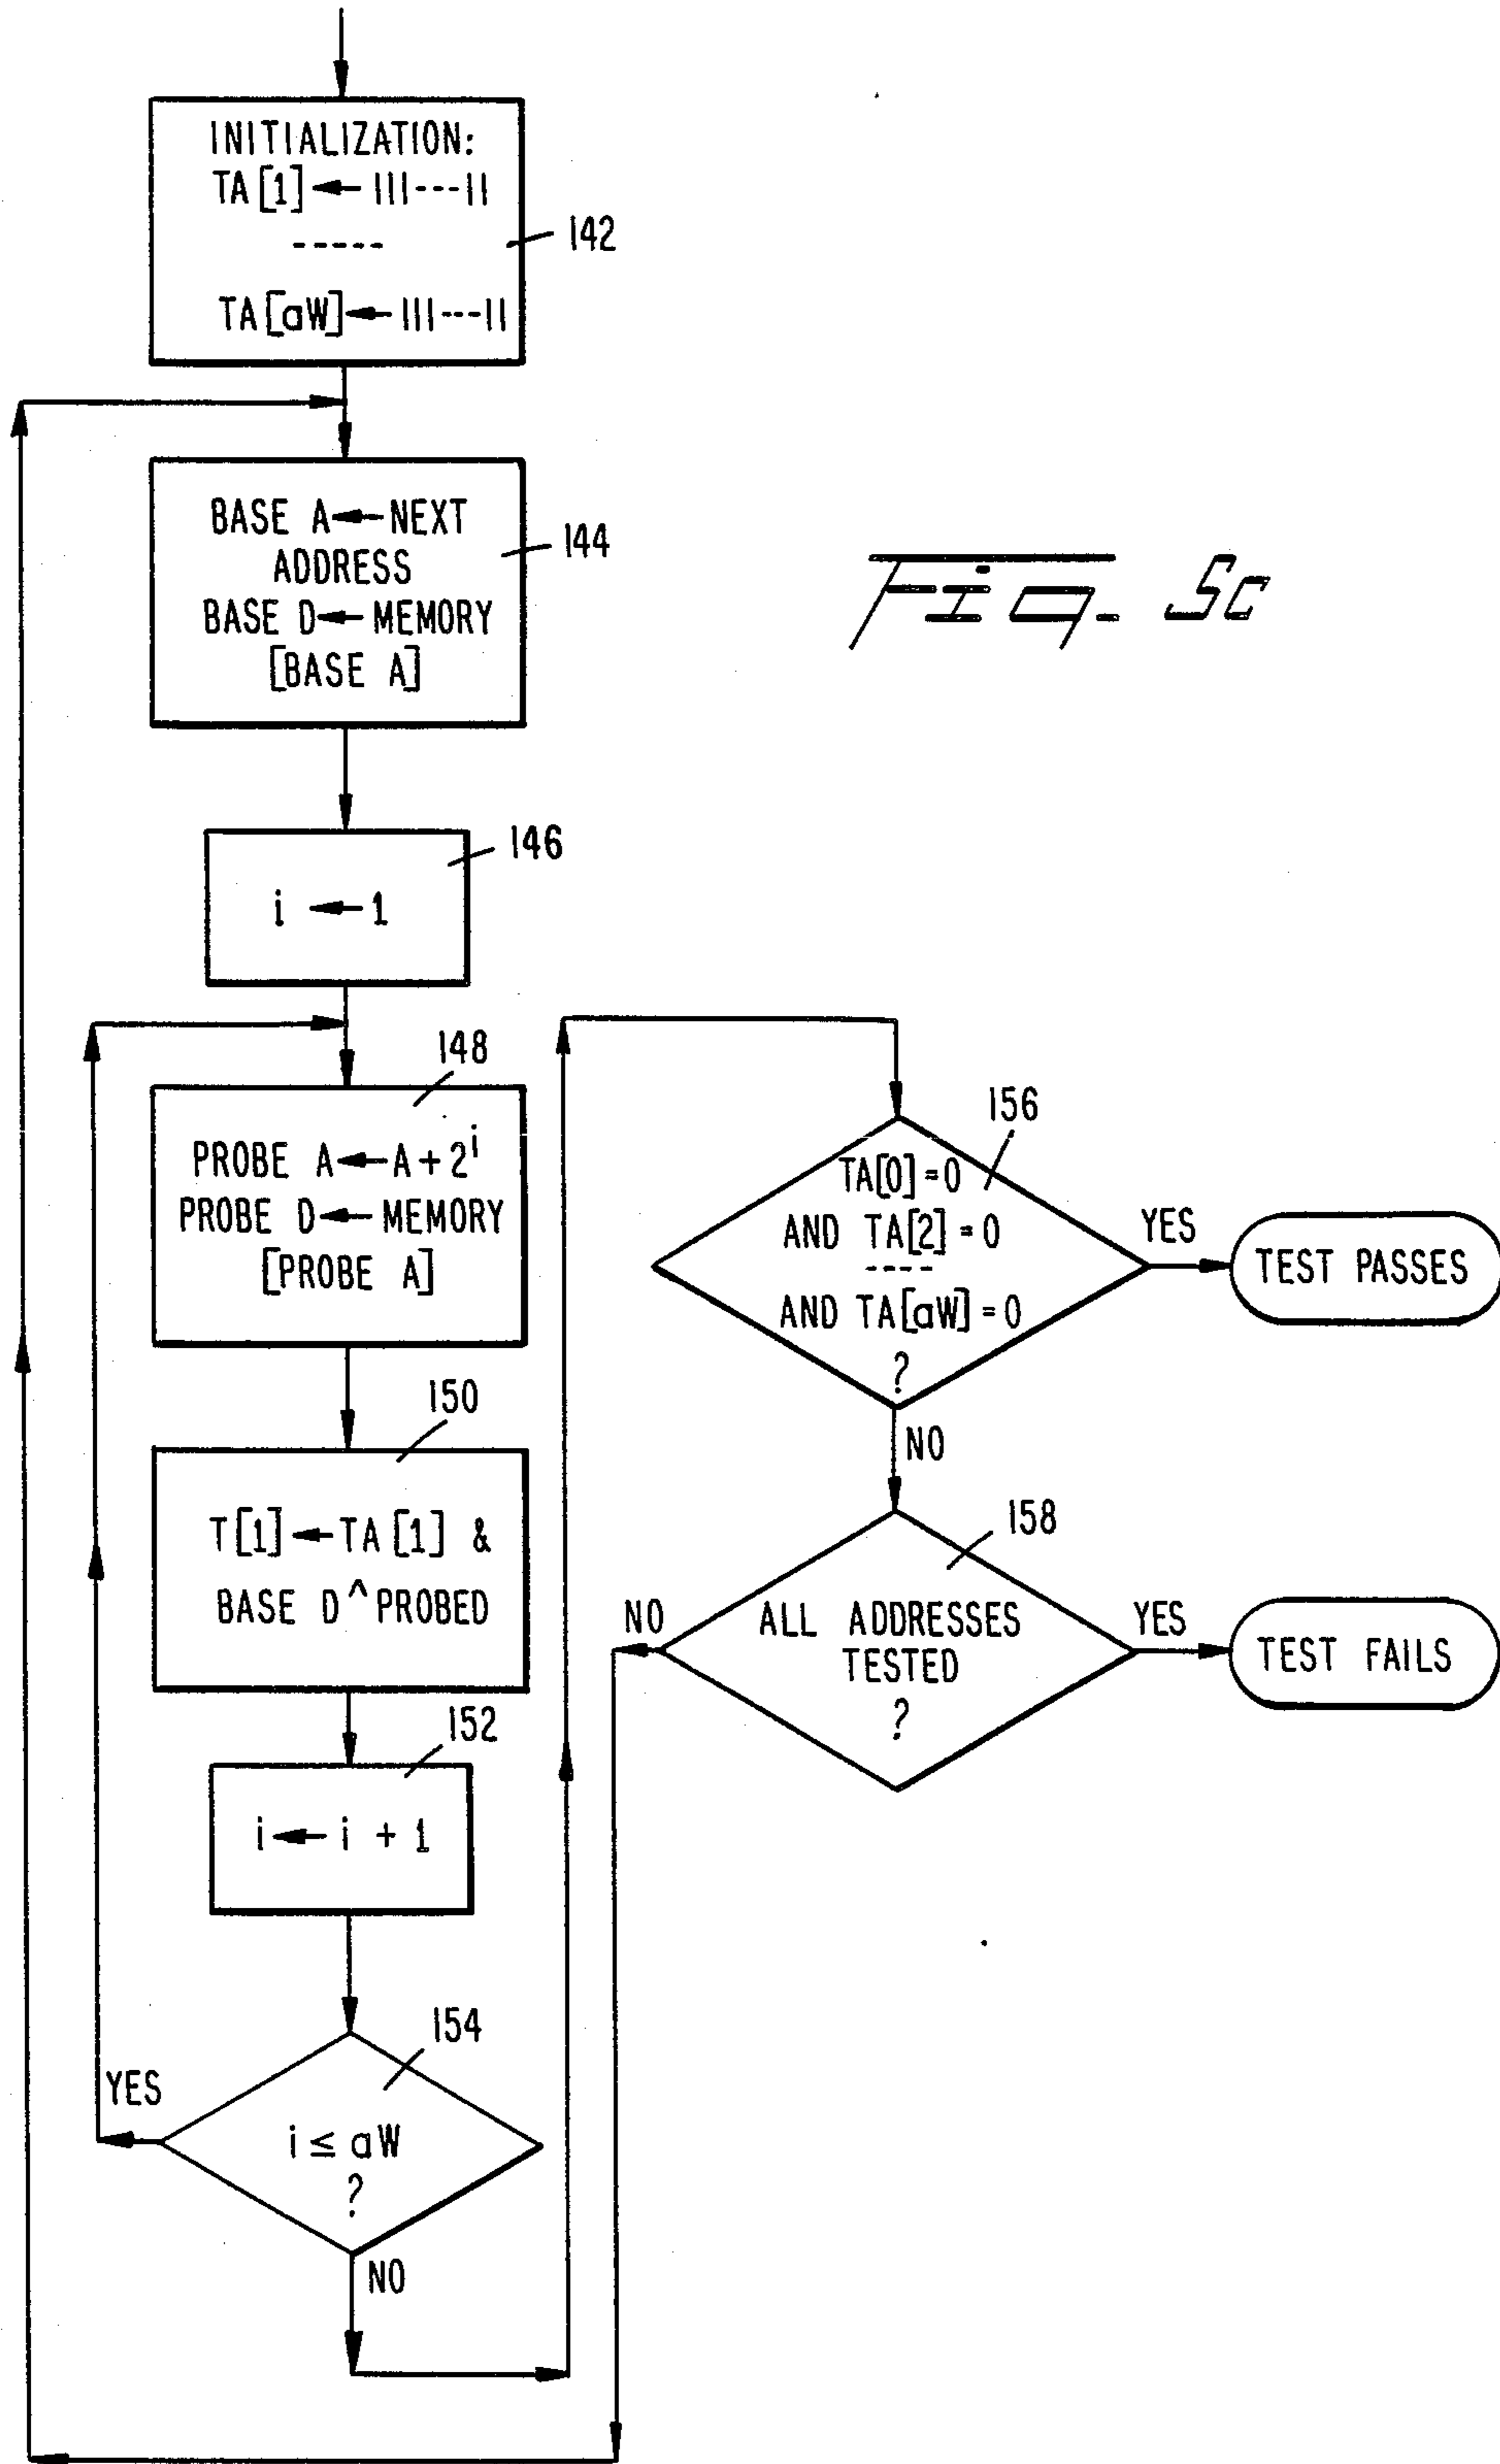 INITIALIZATION:
TA[1]←111---11
-----
TA[aW]←111---11
142
BASE A←NEXT
ADDRESS
BASE D←MEMORY
[BASE A]
144
Fig. 5c
i ← 1
146
148
PROBE A←A+2^i
PROBE D←MEMORY
[PROBE A]
150
T[1]←TA[1] &
BASE D^PROBED
152
i← i + 1
154
i ≤ aW
?
YES
NO
156
TA[0]=0
AND TA[2]=0
----
AND TA[aW]=0
?
YES
TEST PASSES
NO
158
ALL ADDRESSES
TESTED
?
NO
YES
TEST FAILS